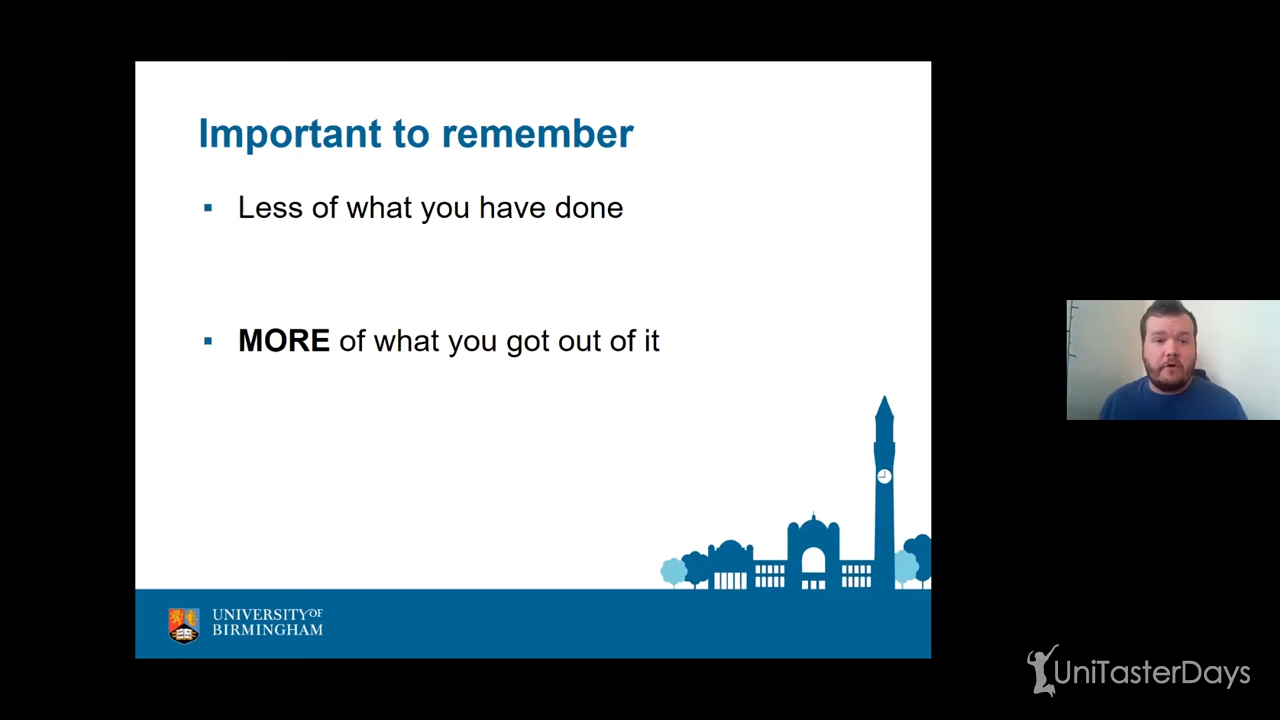 Important to remember
Less of what you have done
MORE of what you got out of it
UNIVERSITY OF
BIRMINGHAM
UniTasterDays